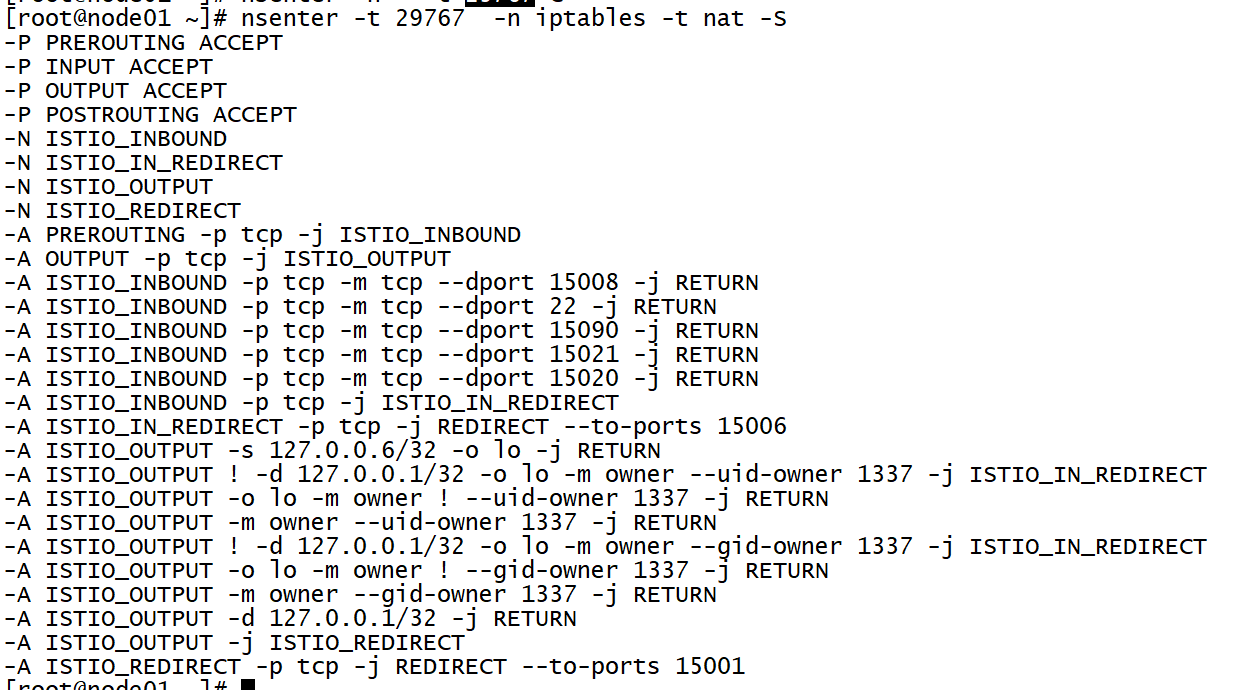 [root@node01 ~]# nsenter -t 29767  -n iptables -t nat -S
-P PREROUTING ACCEPT
-P INPUT ACCEPT
-P OUTPUT ACCEPT
-P POSTROUTING ACCEPT
-N ISTIO_INBOUND
-N ISTIO_IN_REDIRECT
-N ISTIO_OUTPUT
-N ISTIO_REDIRECT
-A PREROUTING -p tcp -j ISTIO_INBOUND
-A OUTPUT -p tcp -j ISTIO_OUTPUT
-A ISTIO_INBOUND -p tcp -m tcp --dport 15008 -j RETURN
-A ISTIO_INBOUND -p tcp -m tcp --dport 22 -j RETURN
-A ISTIO_INBOUND -p tcp -m tcp --dport 15090 -j RETURN
-A ISTIO_INBOUND -p tcp -m tcp --dport 15021 -j RETURN
-A ISTIO_INBOUND -p tcp -m tcp --dport 15020 -j RETURN
-A ISTIO_INBOUND -p tcp -j ISTIO_IN_REDIRECT
-A ISTIO_IN_REDIRECT -p tcp -j REDIRECT --to-ports 15006
-A ISTIO_OUTPUT -s 127.0.0.6/32 -o lo -j RETURN
-A ISTIO_OUTPUT ! -d 127.0.0.1/32 -o lo -m owner --uid-owner 1337 -j ISTIO_IN_REDIRECT
-A ISTIO_OUTPUT -o lo -m owner ! --uid-owner 1337 -j RETURN
-A ISTIO_OUTPUT -m owner --uid-owner 1337 -j RETURN
-A ISTIO_OUTPUT ! -d 127.0.0.1/32 -o lo -m owner --gid-owner 1337 -j ISTIO_IN_REDIRECT
-A ISTIO_OUTPUT -o lo -m owner ! --gid-owner 1337 -j RETURN
-A ISTIO_OUTPUT -m owner --gid-owner 1337 -j RETURN
-A ISTIO_OUTPUT -d 127.0.0.1/32 -j RETURN
-A ISTIO_OUTPUT -j ISTIO_REDIRECT
-A ISTIO_REDIRECT -p tcp -j REDIRECT --to-ports 15001
[root@node01 ~]#